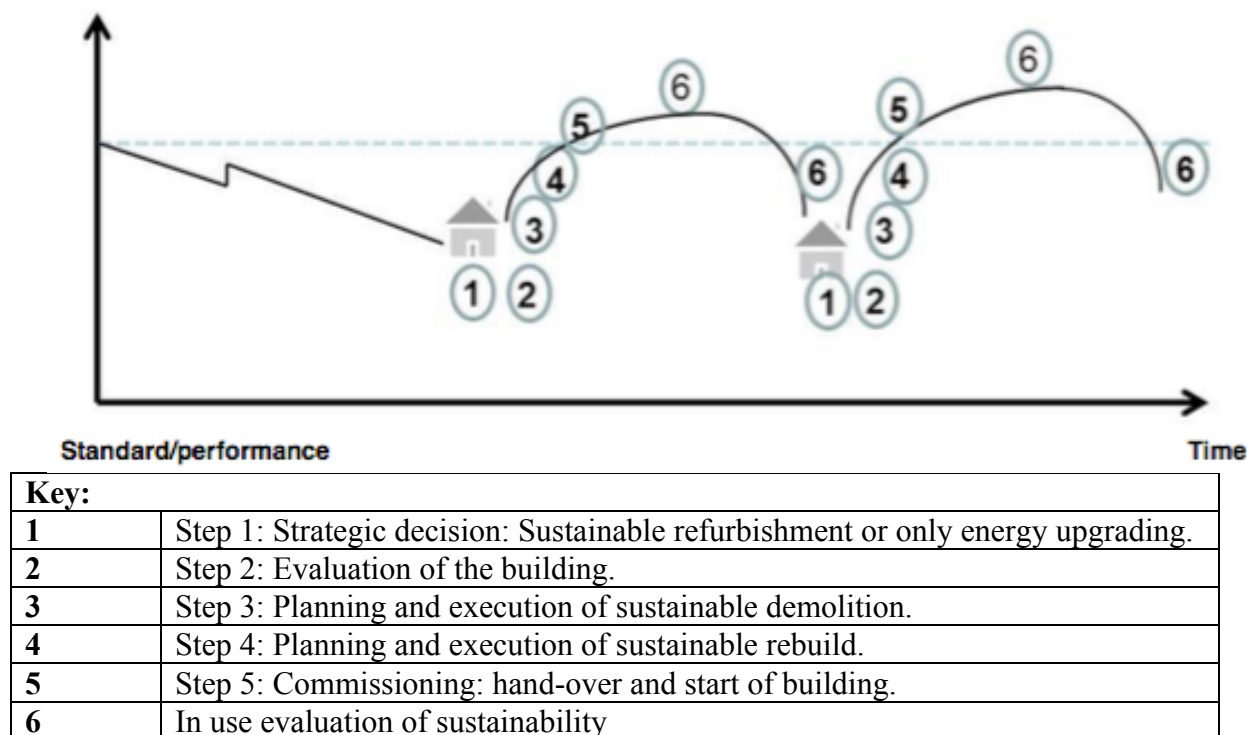 6
6
5
5
4
6
4
6
3
3
1 2
1 2
Standard/performance Time
Key:
1 Step 1: Strategic decision: Sustainable refurbishment or only energy upgrading.
2 Step 2: Evaluation of the building.
3 Step 3: Planning and execution of sustainable demolition.
4 Step 4: Planning and execution of sustainable rebuild.
5 Step 5: Commissioning: hand-over and start of building.
6 In use evaluation of sustainability